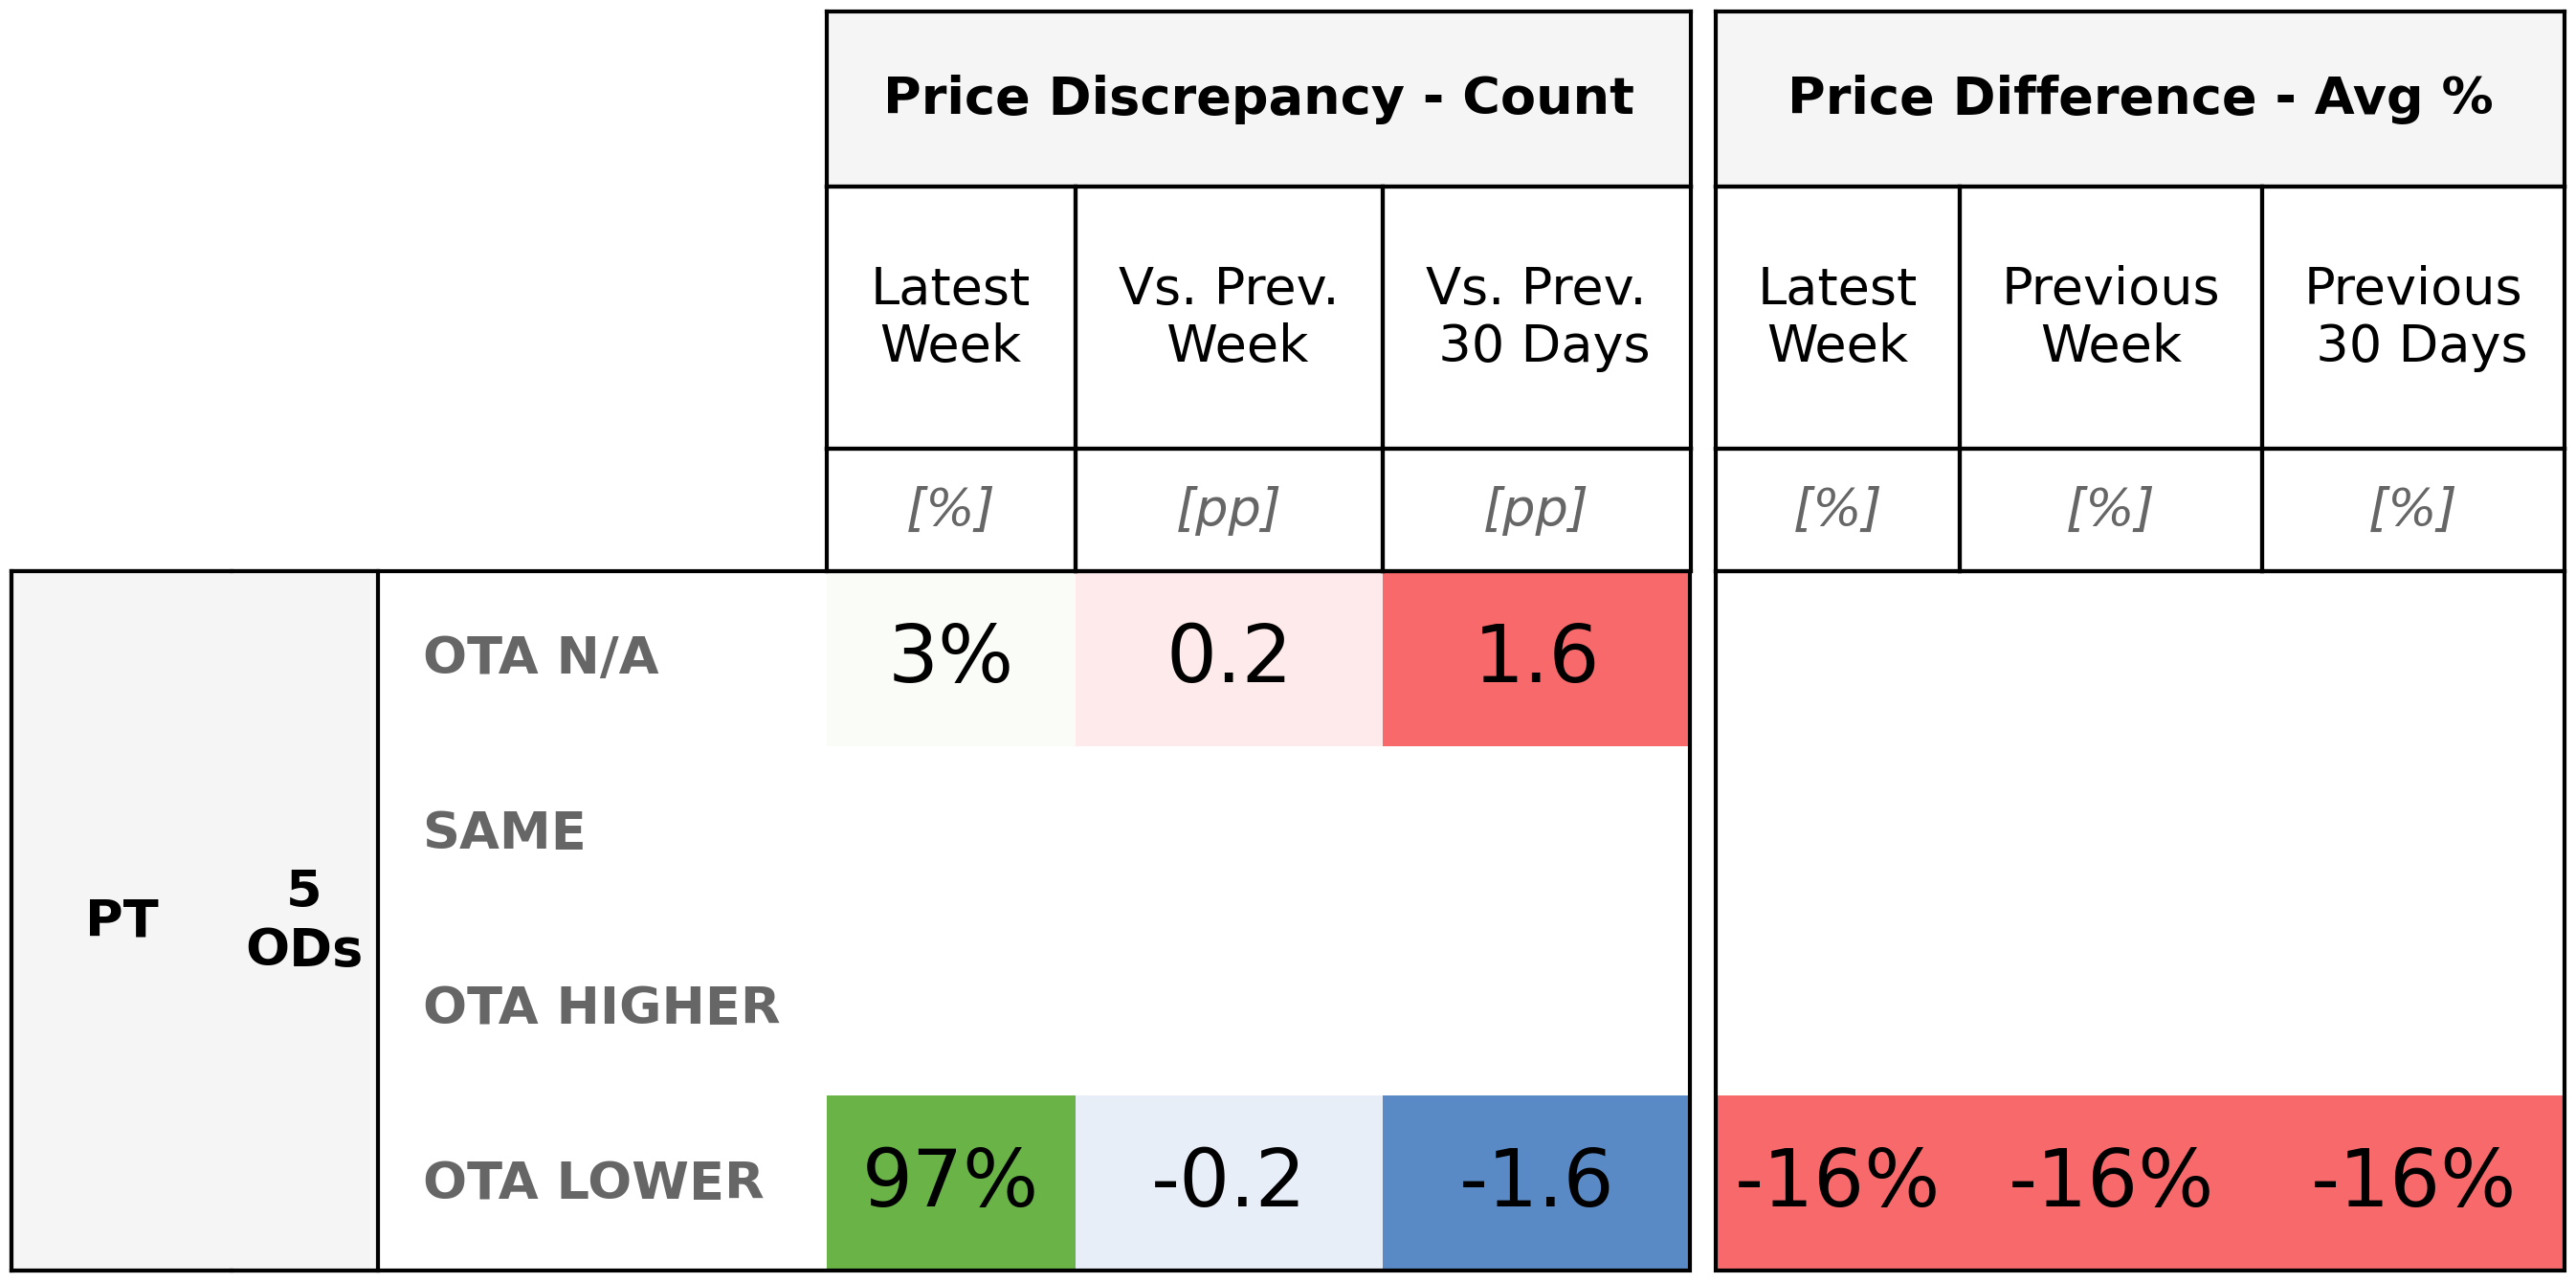 Price Discrepancy - Count Price Difference - Avg %
Latest Week Vs. Prev. Week Vs. Prev. 30 Days Latest Week Previous Week Previous 30 Days
[%] [pp] [pp] [%] [%] [%]
PT
5 ODs
OTA N/A 3% 0.2 1.6
SAME
OTA HIGHER
OTA LOWER 97% -0.2 -1.6 -16% -16% -16%